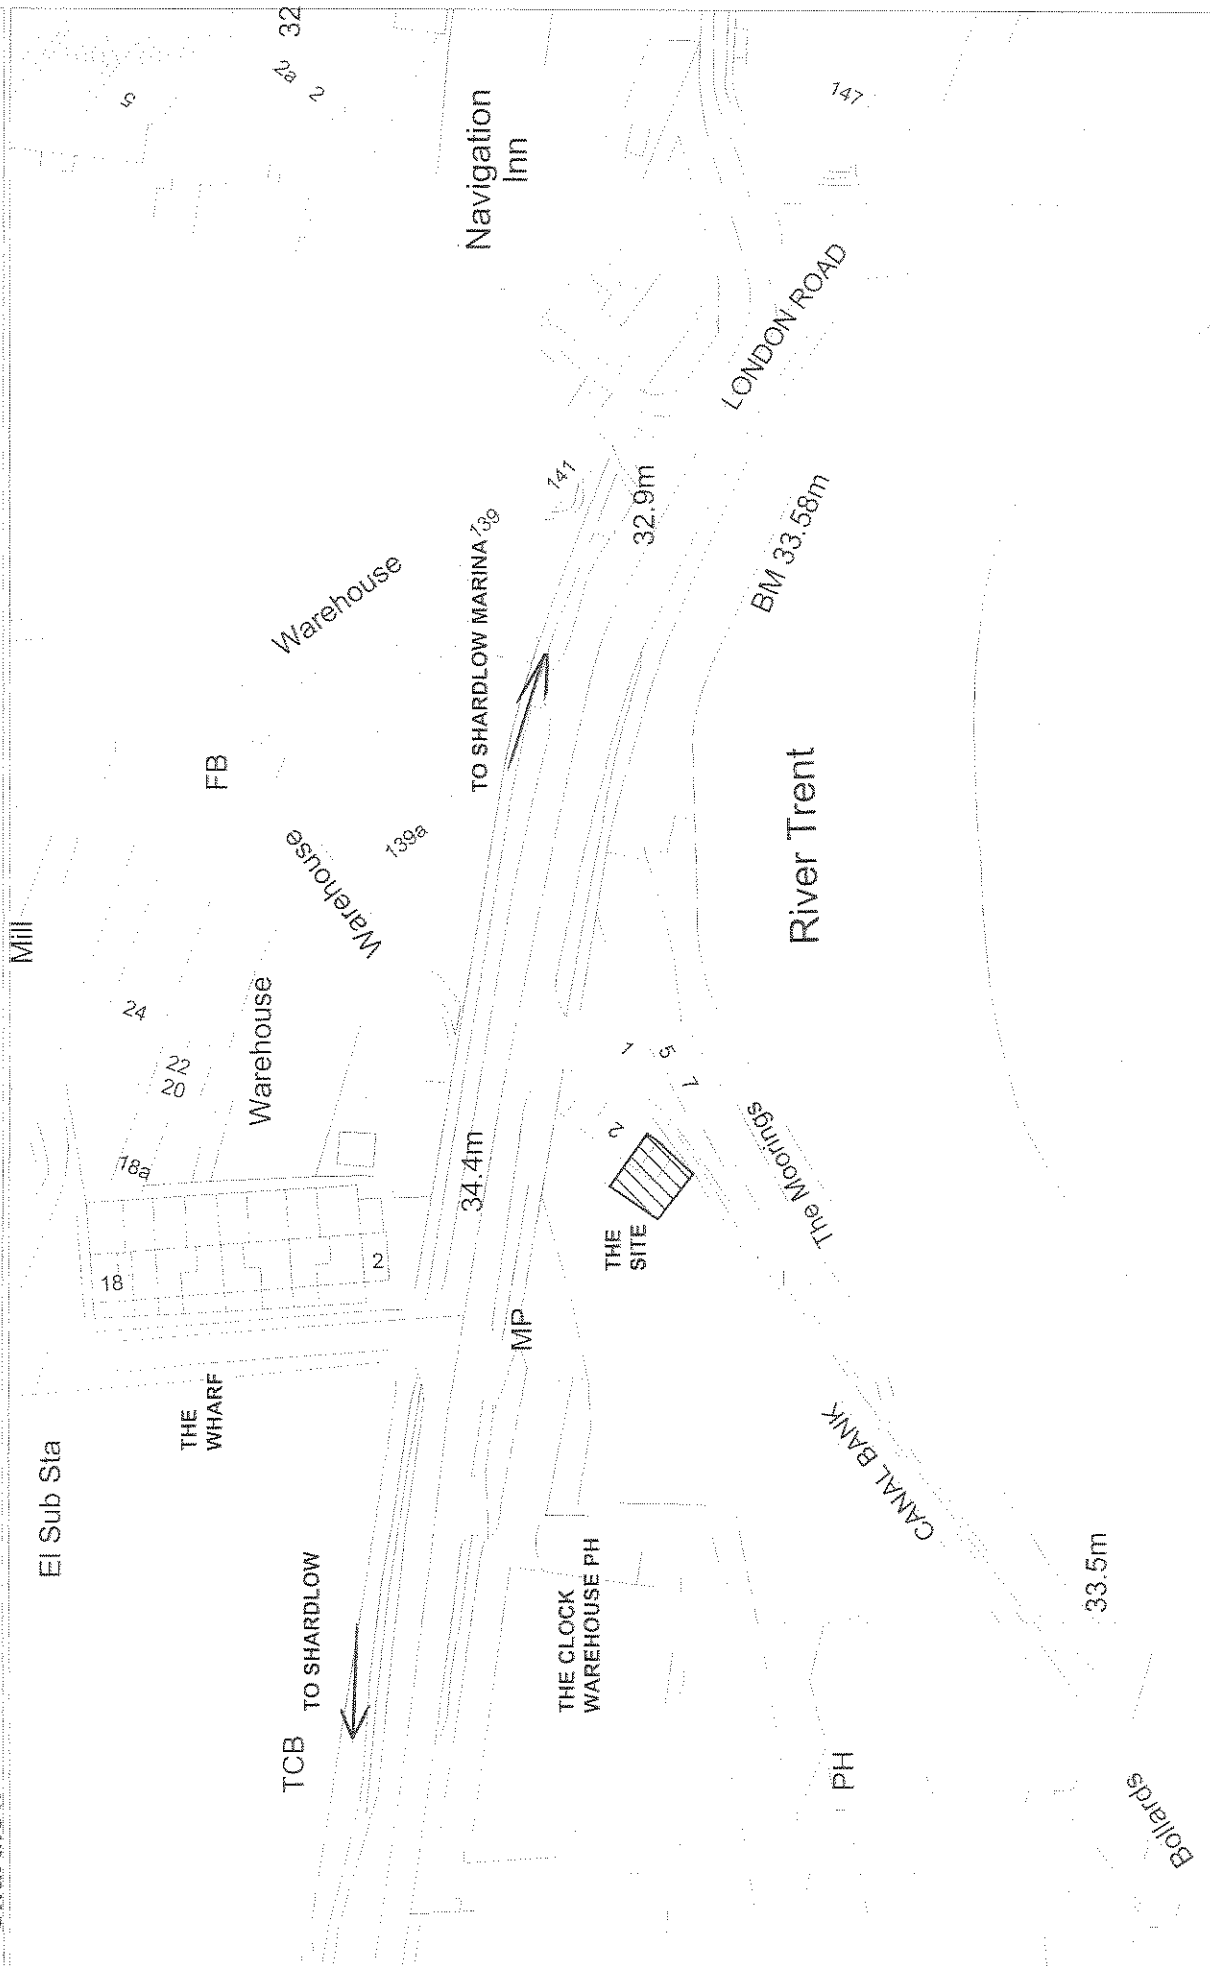 32
5
2a
2
Navigation
Inn
147
LONDON ROAD
141
139
32.9m
BM 33.58m
TO SHARDLOW MARINA
Warehouse
FB
Warehouse
139a
Mill
24
22
20
Warehouse
18a
18
2
34.4m
River Trent
1
5
7
2
The Moorings
THE
SITE
MP
THE
WHARF
El Sub Sta
CANAL BANK
TO SHARDLOW
TCB
THE CLOCK
WAREHOUSE PH
33.5m
PH
Bollards